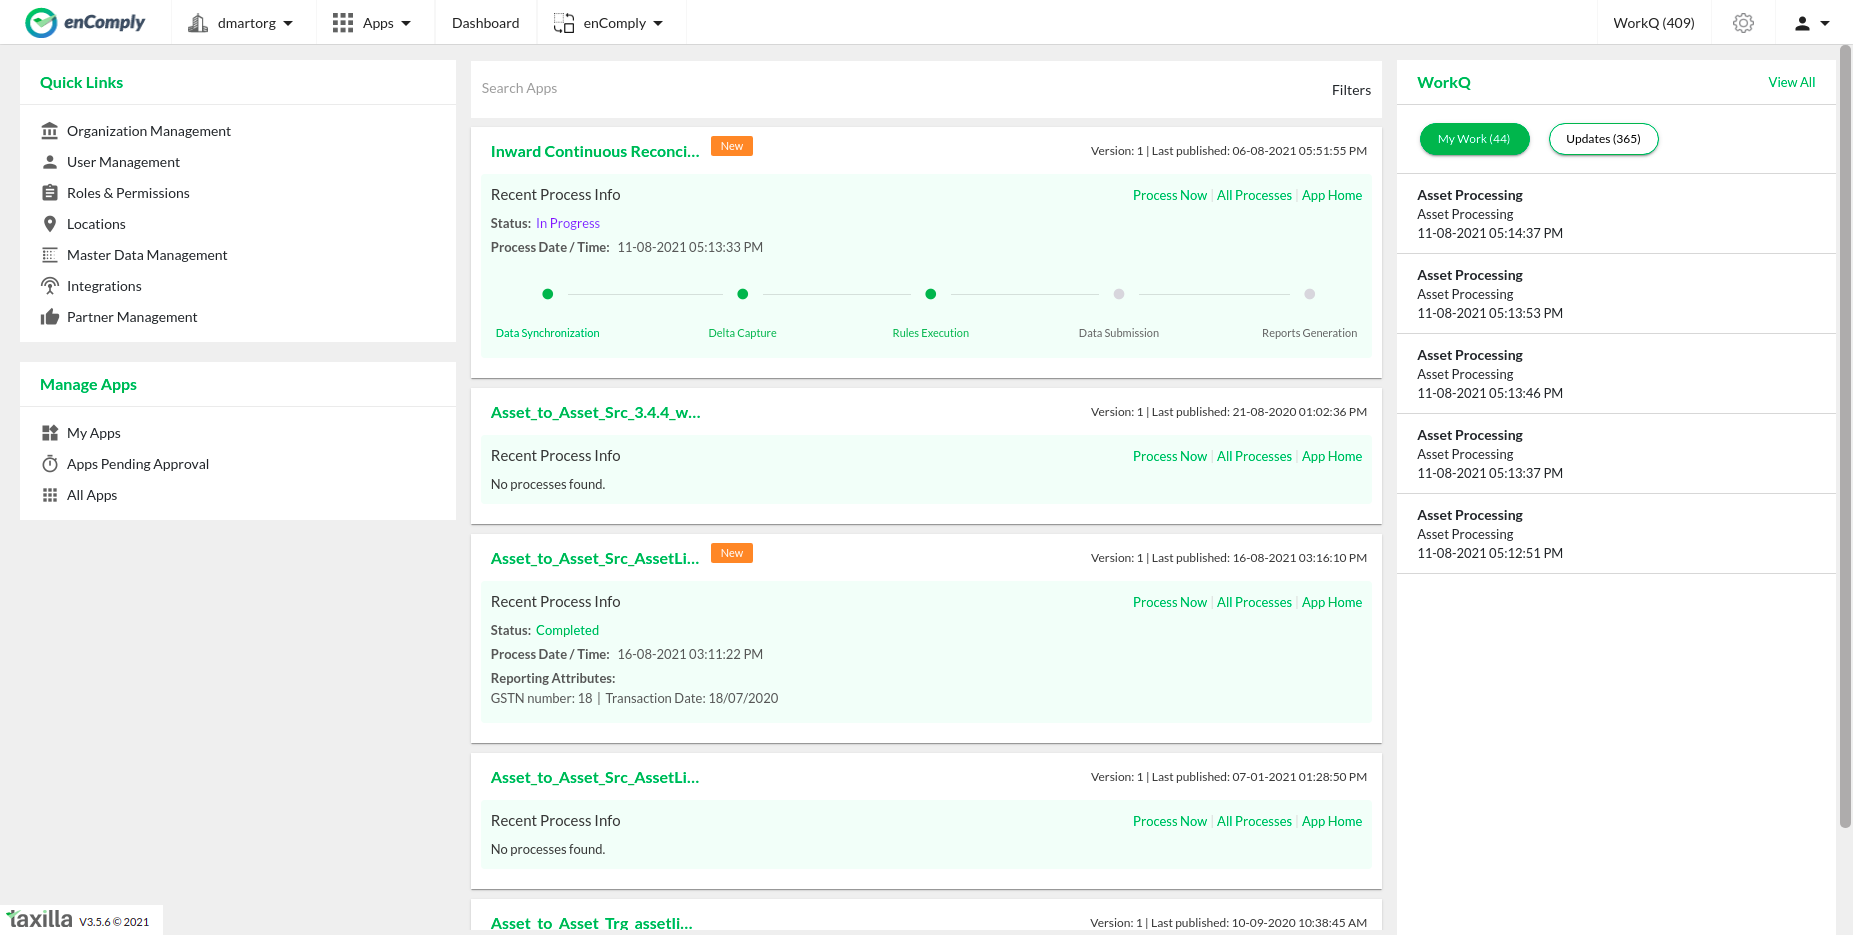 enComply
dmartorg
Apps
Dashboard
enComply
WorkQ (409)
Quick Links
Organization Management
User Management
Roles & Permissions
Locations
Master Data Management
Integrations
Partner Management
Manage Apps
My Apps
Apps Pending Approval
All Apps
Search Apps
Filters
Inward Continuous Reconci...
New
Version: 1 | Last published: 06-08-2021 05:51:55 PM
Recent Process Info
Process Now | All Processes | App Home
Status: In Progress
Process Date / Time: 11-08-2021 05:13:33 PM
Data Synchronization
Delta Capture
Rules Execution
Data Submission
Reports Generation
Asset_to_Asset_Src_3.4.4_w...
Version: 1 | Last published: 21-08-2020 01:02:36 PM
Recent Process Info
Process Now | All Processes | App Home
No processes found.
Asset_to_Asset_Src_AssetLi...
New
Version: 1 | Last published: 16-08-2021 03:16:10 PM
Recent Process Info
Process Now | All Processes | App Home
Status: Completed
Process Date / Time: 16-08-2021 03:11:22 PM
Reporting Attributes:
GSTN number: 18 | Transaction Date: 18/07/2020
Asset_to_Asset_Src_AssetLi...
Version: 1 | Last published: 07-01-2021 01:28:50 PM
Recent Process Info
Process Now | All Processes | App Home
No processes found.
Asset_to_Asset_Trg_assetli...
Version: 1 | Last published: 10-09-2020 10:38:45 AM
WorkQ
View All
My Work (44)
Updates (365)
Asset Processing
Asset Processing
11-08-2021 05:14:37 PM
Asset Processing
Asset Processing
11-08-2021 05:13:53 PM
Asset Processing
Asset Processing
11-08-2021 05:13:46 PM
Asset Processing
Asset Processing
11-08-2021 05:13:37 PM
Asset Processing
Asset Processing
11-08-2021 05:12:51 PM
taxilla V3.5.6 © 2021